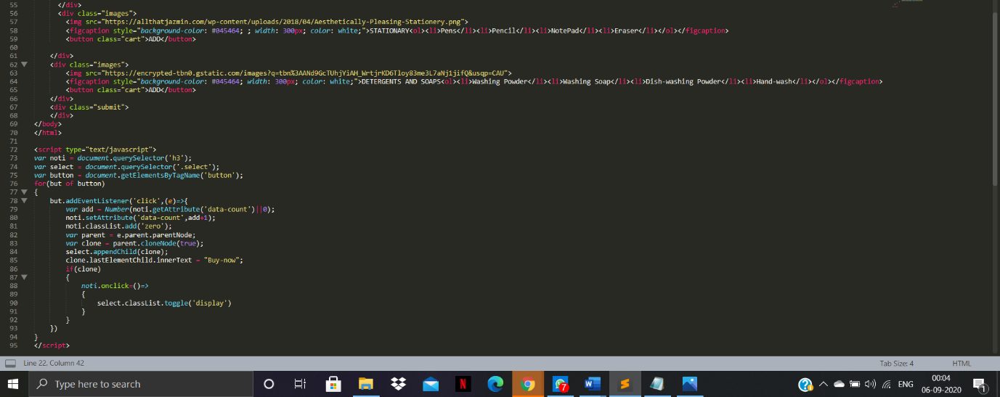 55 </div>
56 <div class="images">
57 <img src="https://allthatjazmin.com/wp-content/uploads/2018/04/Aesthetically-Pleasing-Stationery.png">
58 <figcaption style="background-color: #045464; ; width: 300px; color: white;">STATIONARY<ol><li>Pens</li><li>Pencil</li><li>NotePad</li><li>Eraser</li></ol></figcaption>
59 <button class="cart">ADD</button>
60
61 </div>
62 <div class="images">
63 <img src="https://encrypted-tbn0.gstatic.com/images?q=tbn%3AANd9GcTUhjYiAH_WrtjrKD6Tloy83me3L7aNj1jifQ&usqp=CAU">
64 <figcaption style="background-color: #045464; width: 300px; color: white;">DETERGENTS AND SOAPS<ol><li>Washing Powder</li><li>Washing Soap</li><li>Dish-washing Powder</li><li>Hand-wash</li></ol></figcaption>
65 <button class="cart">ADD</button>
66 </div>
67 <div class="submit">
68 </div>
69 </body>
70 </html>
71
72 <script type="text/javascript">
73 var noti = document.querySelector('h3');
74 var select = document.querySelector('.select');
75 var button = document.getElementsByTagName('button');
76 for(but of button)
77 {
78 but.addEventListener('click',(e)=>{
79 var add = Number(noti.getAttribute('data-count')||0);
80 noti.setAttribute('data-count',add+1);
81 noti.classList.add('zero');
82 var parent = e.parent.parentNode;
83 var clone = parent.cloneNode(true);
84 select.appendChild(clone);
85 clone.lastElementChild.innerText = "Buy-now";
86 if(clone)
87 {
88 noti.onclick=()=>
89 {
90 select.classList.toggle('display')
91 }
92 }
93 })
94 }
95 </script>
Line 22, Column 42
Tab Size: 4
HTML
Type here to search
7
ENG
00:04
06-09-2020
1